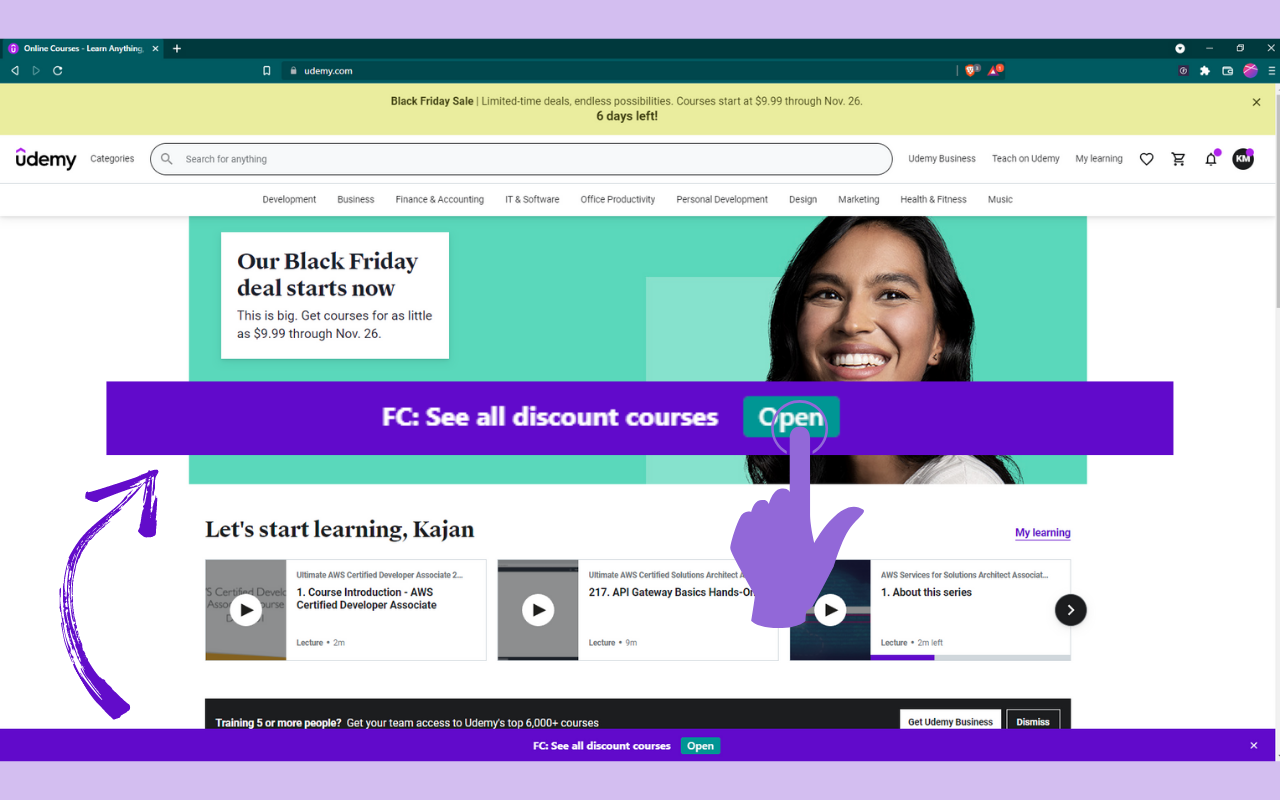 Online Courses - Learn Anything,
udemy.com
Black Friday Sale | Limited-time deals, endless possibilities. Courses start at $9.99 through Nov. 26.
6 days left!
udemy
Categories
Search for anything
Udemy Business
Teach on Udemy
My learning
KM
Development
Business
Finance & Accounting
IT & Software
Office Productivity
Personal Development
Design
Marketing
Health & Fitness
Music
Our Black Friday
deal starts now
This is big. Get courses for as little
as $9.99 through Nov. 26.
FC: See all discount courses
Open
Let's start learning, Kajan
My learning
Ultimate AWS Certified Developer Associate 2...
1. Course Introduction - AWS
Certified Developer Associate
Lecture • 2m
Ultimate AWS Certified Solutions Architect A
217. API Gateway Basics Hands-O
Lecture • 9m
AWS Services for Solutions Architect Associat...
1. About this series
Lecture • 2m left
Training 5 or more people? Get your team access to Udemy's top 6,000+ courses
Get Udemy Business
Dismiss
FC: See all discount courses
Open